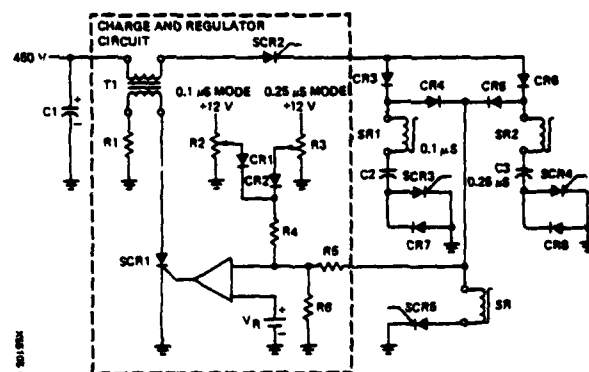 CHARGE AND REGULATOR
CIRCUIT
SCR2
450 V
T1
CR3
CR4
CR5
CR6
0.1 µS MODE
+12 V
0.25 µS MODE
+12 V
C1
R1
R2
CR1
CR2
R3
SR1
0.1 µS
SR2
C2
SCR3
C3
0.25 µS
SCR4
CR7
CR8
R4
R5
SCR1
R6
VR
SCR5
SR